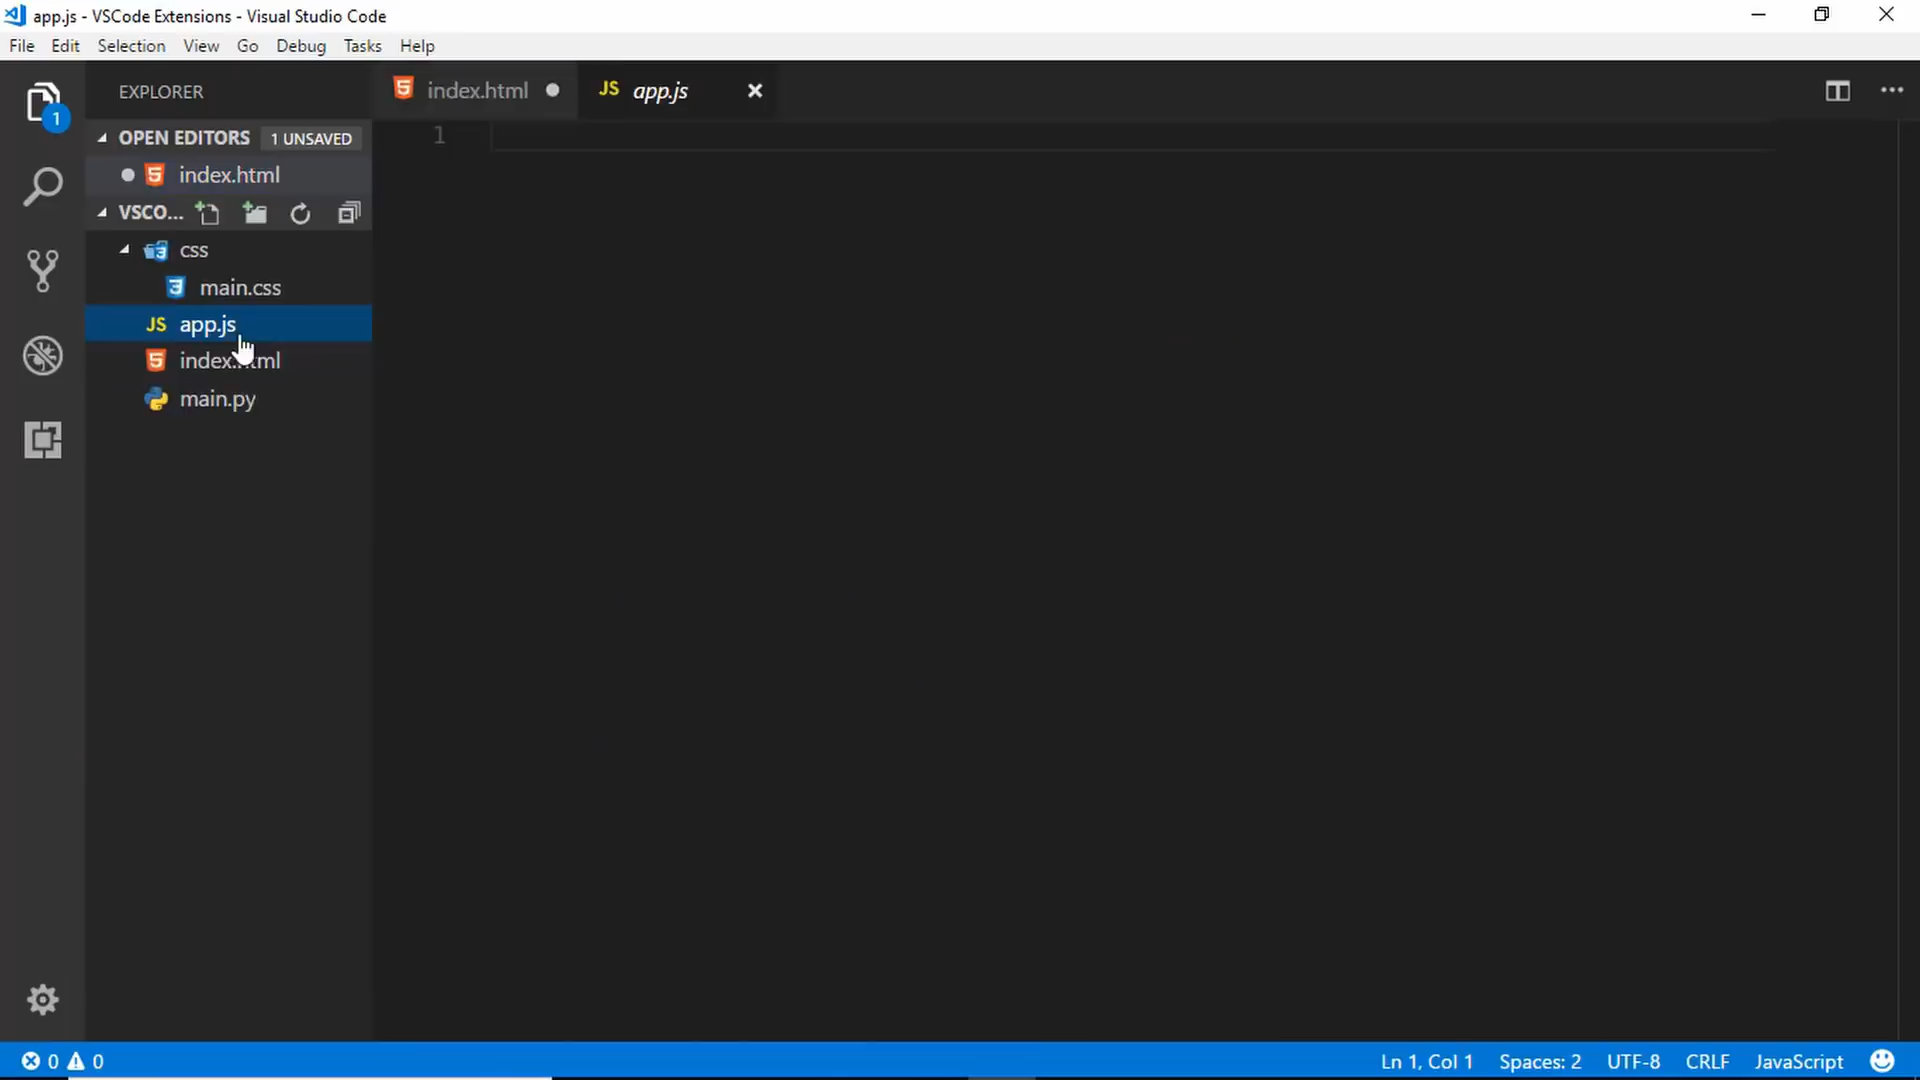 app.js - VSCode Extensions - Visual Studio Code
File Edit Selection View Go Debug Tasks Help
EXPLORER
index.html
JS app.js
1
OPEN EDITORS 1 UNSAVED
index.html
VSCO...
css
main.css
JS app.js
index.html
main.py
1
0 0
Ln 1, Col 1 Spaces: 2 UTF-8 CRLF JavaScript